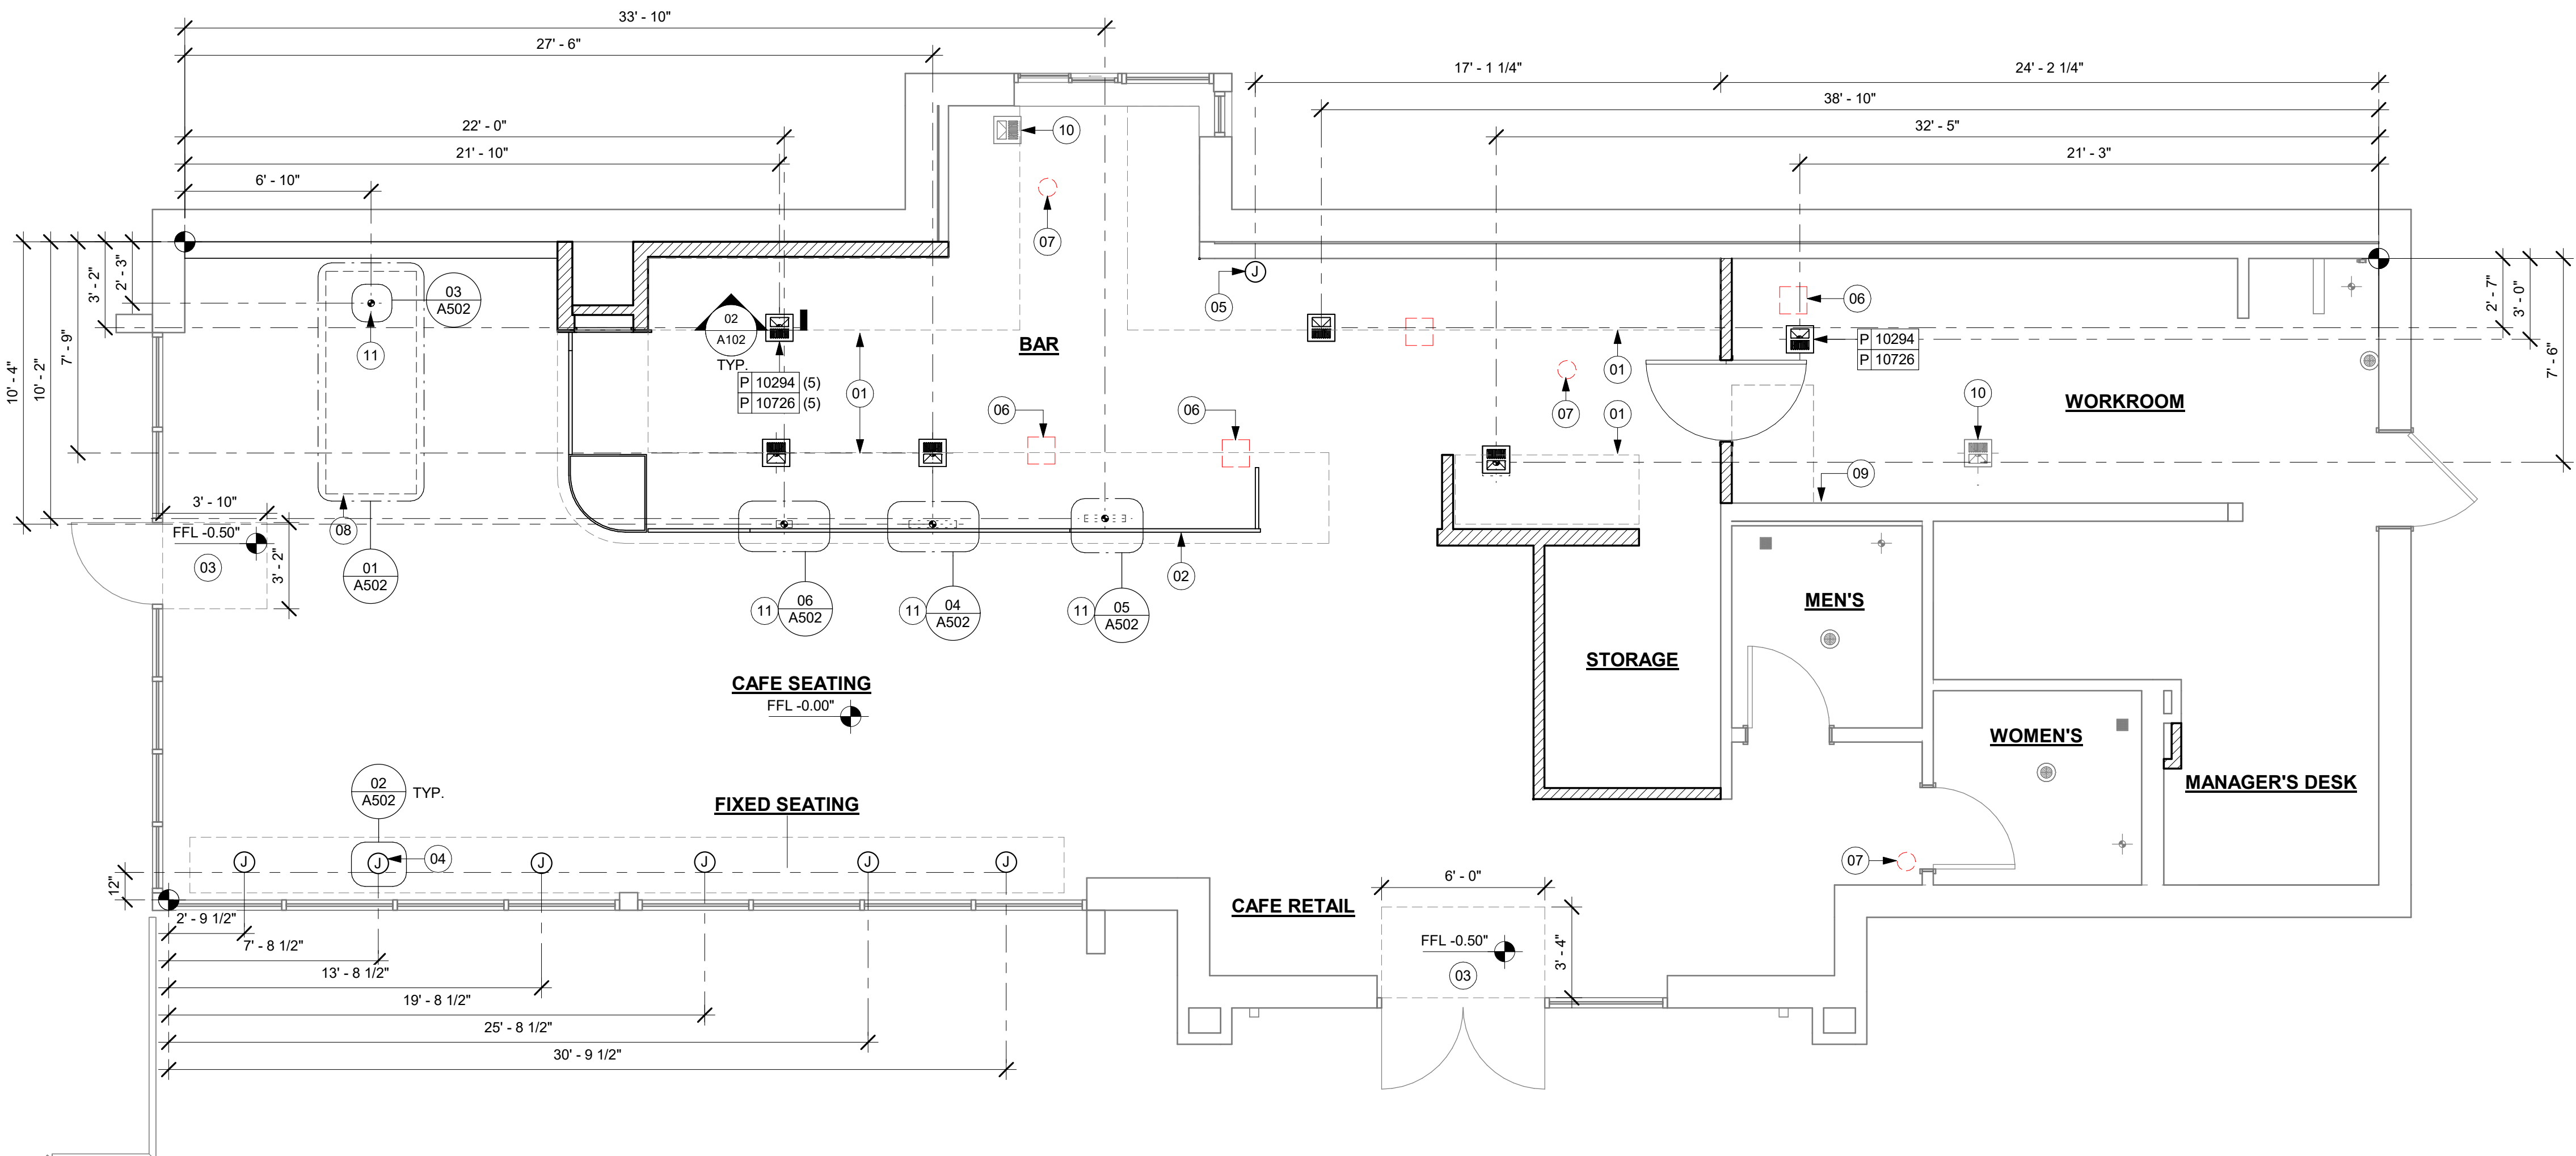 33' - 10"
27' - 6"
17' - 1 1/4"
24' - 2 1/4"
38' - 10"
22' - 0"
32' - 5"
21' - 10"
21' - 3"
6' - 10"
10
07
05
J
06
10' - 4"
10' - 2"
7' - 9"
3' - 2"
2' - 3"
03
A502
11
02
A102
TYP.
P 10294 (5)
P 10726 (5)
01
BAR
06
06
07
01
01
P 10294
P 10726
WORKROOM
10
09
2' - 7"
3' - 0"
7' - 6"
3' - 10"
FFL -0.50"
03
3' - 2"
08
01
A502
11
06
A502
11
04
A502
11
05
A502
02
MEN'S
STORAGE
CAFE SEATING
FFL -0.00"
WOMEN'S
MANAGER'S DESK
02
A502
TYP.
FIXED SEATING
J
J
04
J
J
J
J
07
12"
CAFE RETAIL
6' - 0"
FFL -0.50"
03
3' - 4"
2' - 9 1/2"
7' - 8 1/2"
13' - 8 1/2"
19' - 8 1/2"
25' - 8 1/2"
30' - 9 1/2"